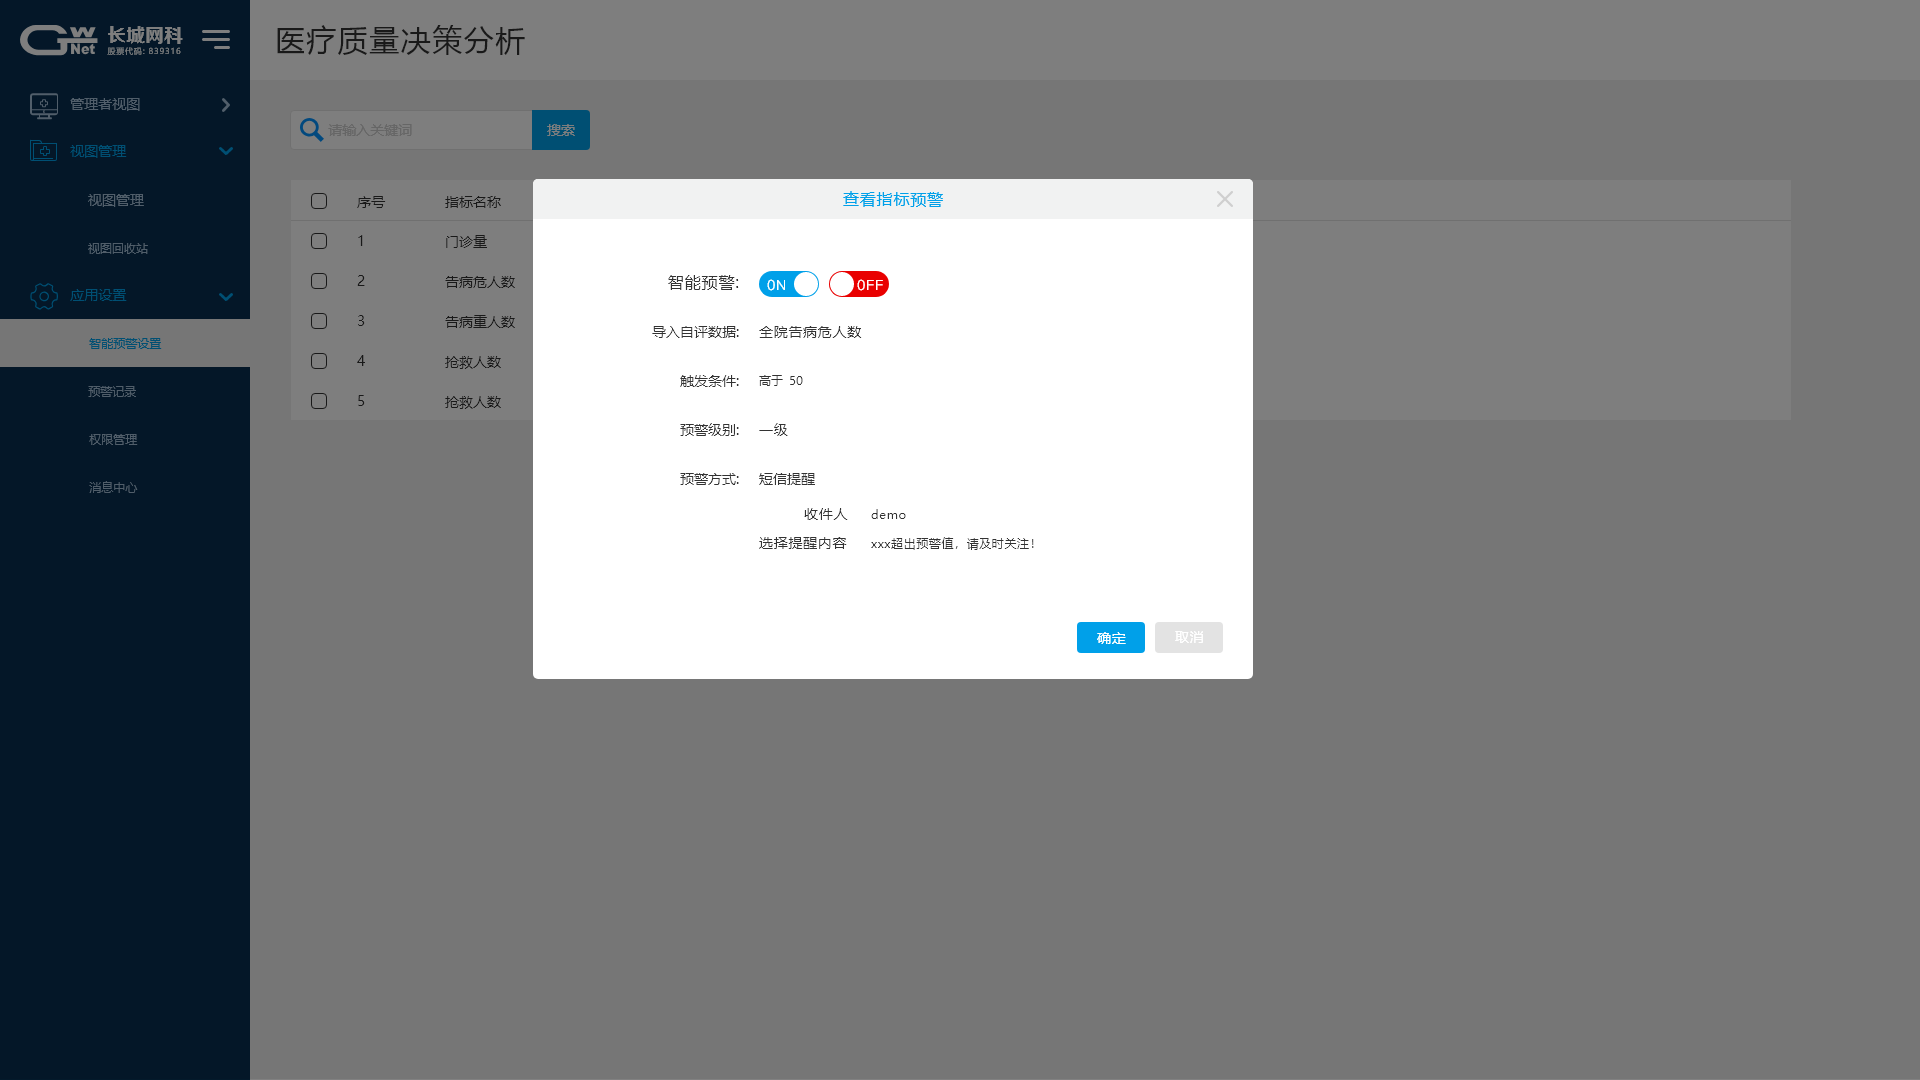 GW Net 长城网科
股票代码: 839316
医疗质量决策分析
管理者视图
视图管理
视图管理
视图回收站
应用设置
智能预警设置
预警记录
权限管理
消息中心
请输入关键词 搜索
序号 指标名称
1 门诊量
2 告病危人数
3 告病重人数
4 抢救人数
5 抢救人数
查看指标预警
智能预警: ON OFF
导入自评数据: 全院告病危人数
触发条件: 高于 50
预警级别: 一级
预警方式: 短信提醒
收件人 demo
选择提醒内容 xxx超出预警值，请及时关注！
确定 取消